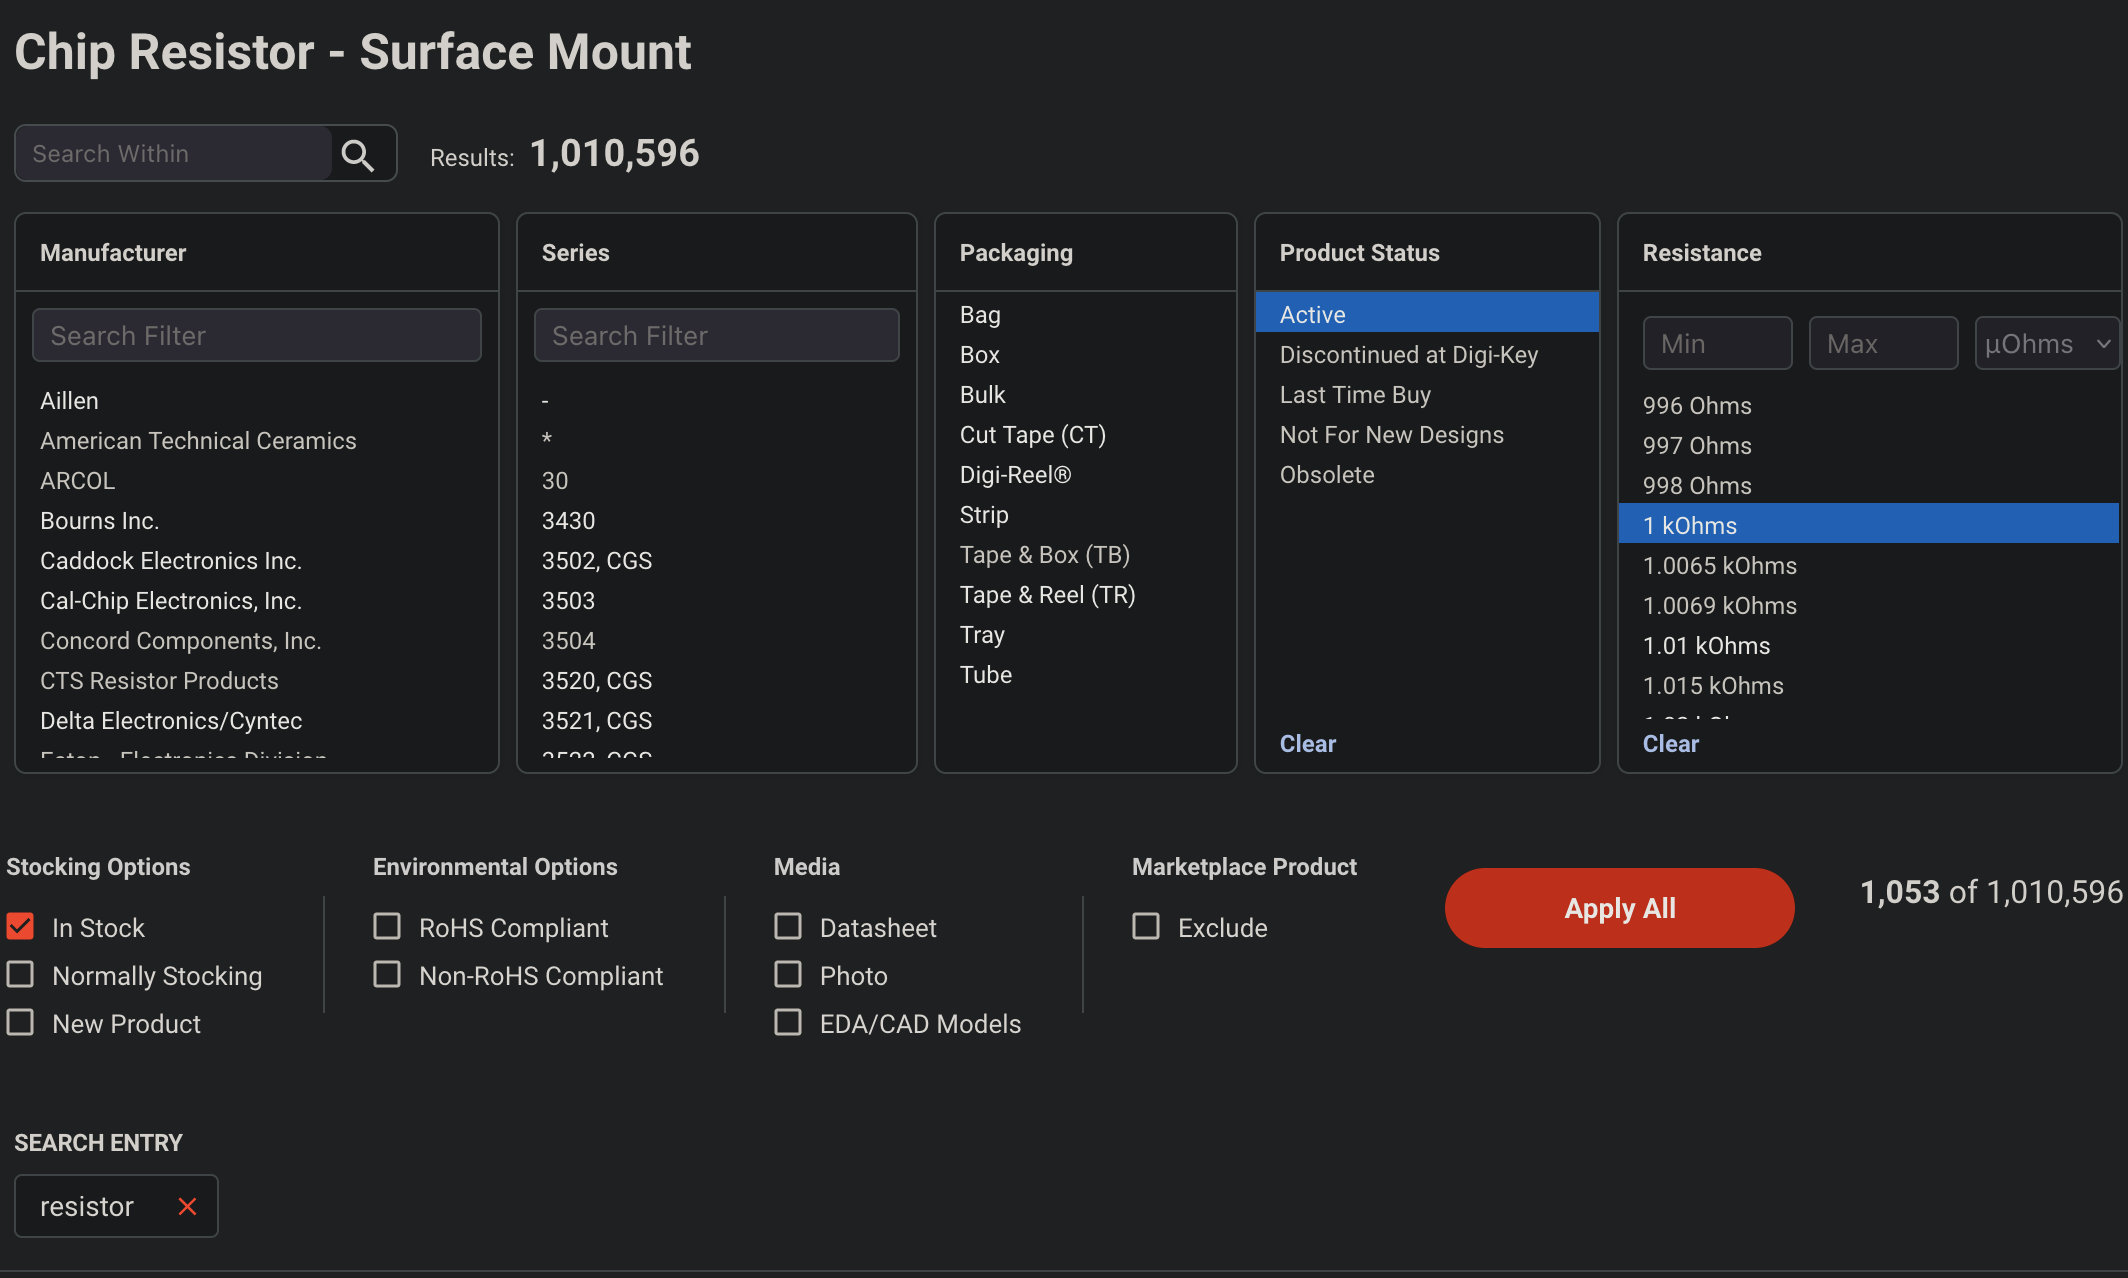 Chip Resistor - Surface Mount
Search Within
Results: 1,010,596
Manufacturer
Search Filter
Aillen
American Technical Ceramics
ARCOL
Bourns Inc.
Caddock Electronics Inc.
Cal-Chip Electronics, Inc.
Concord Components, Inc.
CTS Resistor Products
Delta Electronics/Cyntec
Eaton - Electronics Division
Series
Search Filter
-
*
30
3430
3502, CGS
3503
3504
3520, CGS
3521, CGS
3522, CGS
Packaging
Bag
Box
Bulk
Cut Tape (CT)
Digi-Reel®
Strip
Tape & Box (TB)
Tape & Reel (TR)
Tray
Tube
Product Status
Active
Discontinued at Digi-Key
Last Time Buy
Not For New Designs
Obsolete
Clear
Resistance
Min
Max
µOhms
996 Ohms
997 Ohms
998 Ohms
1 kOhms
1.0065 kOhms
1.0069 kOhms
1.01 kOhms
1.015 kOhms
Clear
Stocking Options
In Stock
Normally Stocking
New Product
Environmental Options
RoHS Compliant
Non-RoHS Compliant
Media
Datasheet
Photo
EDA/CAD Models
Marketplace Product
Exclude
Apply All
1,053 of 1,010,596
SEARCH ENTRY
resistor